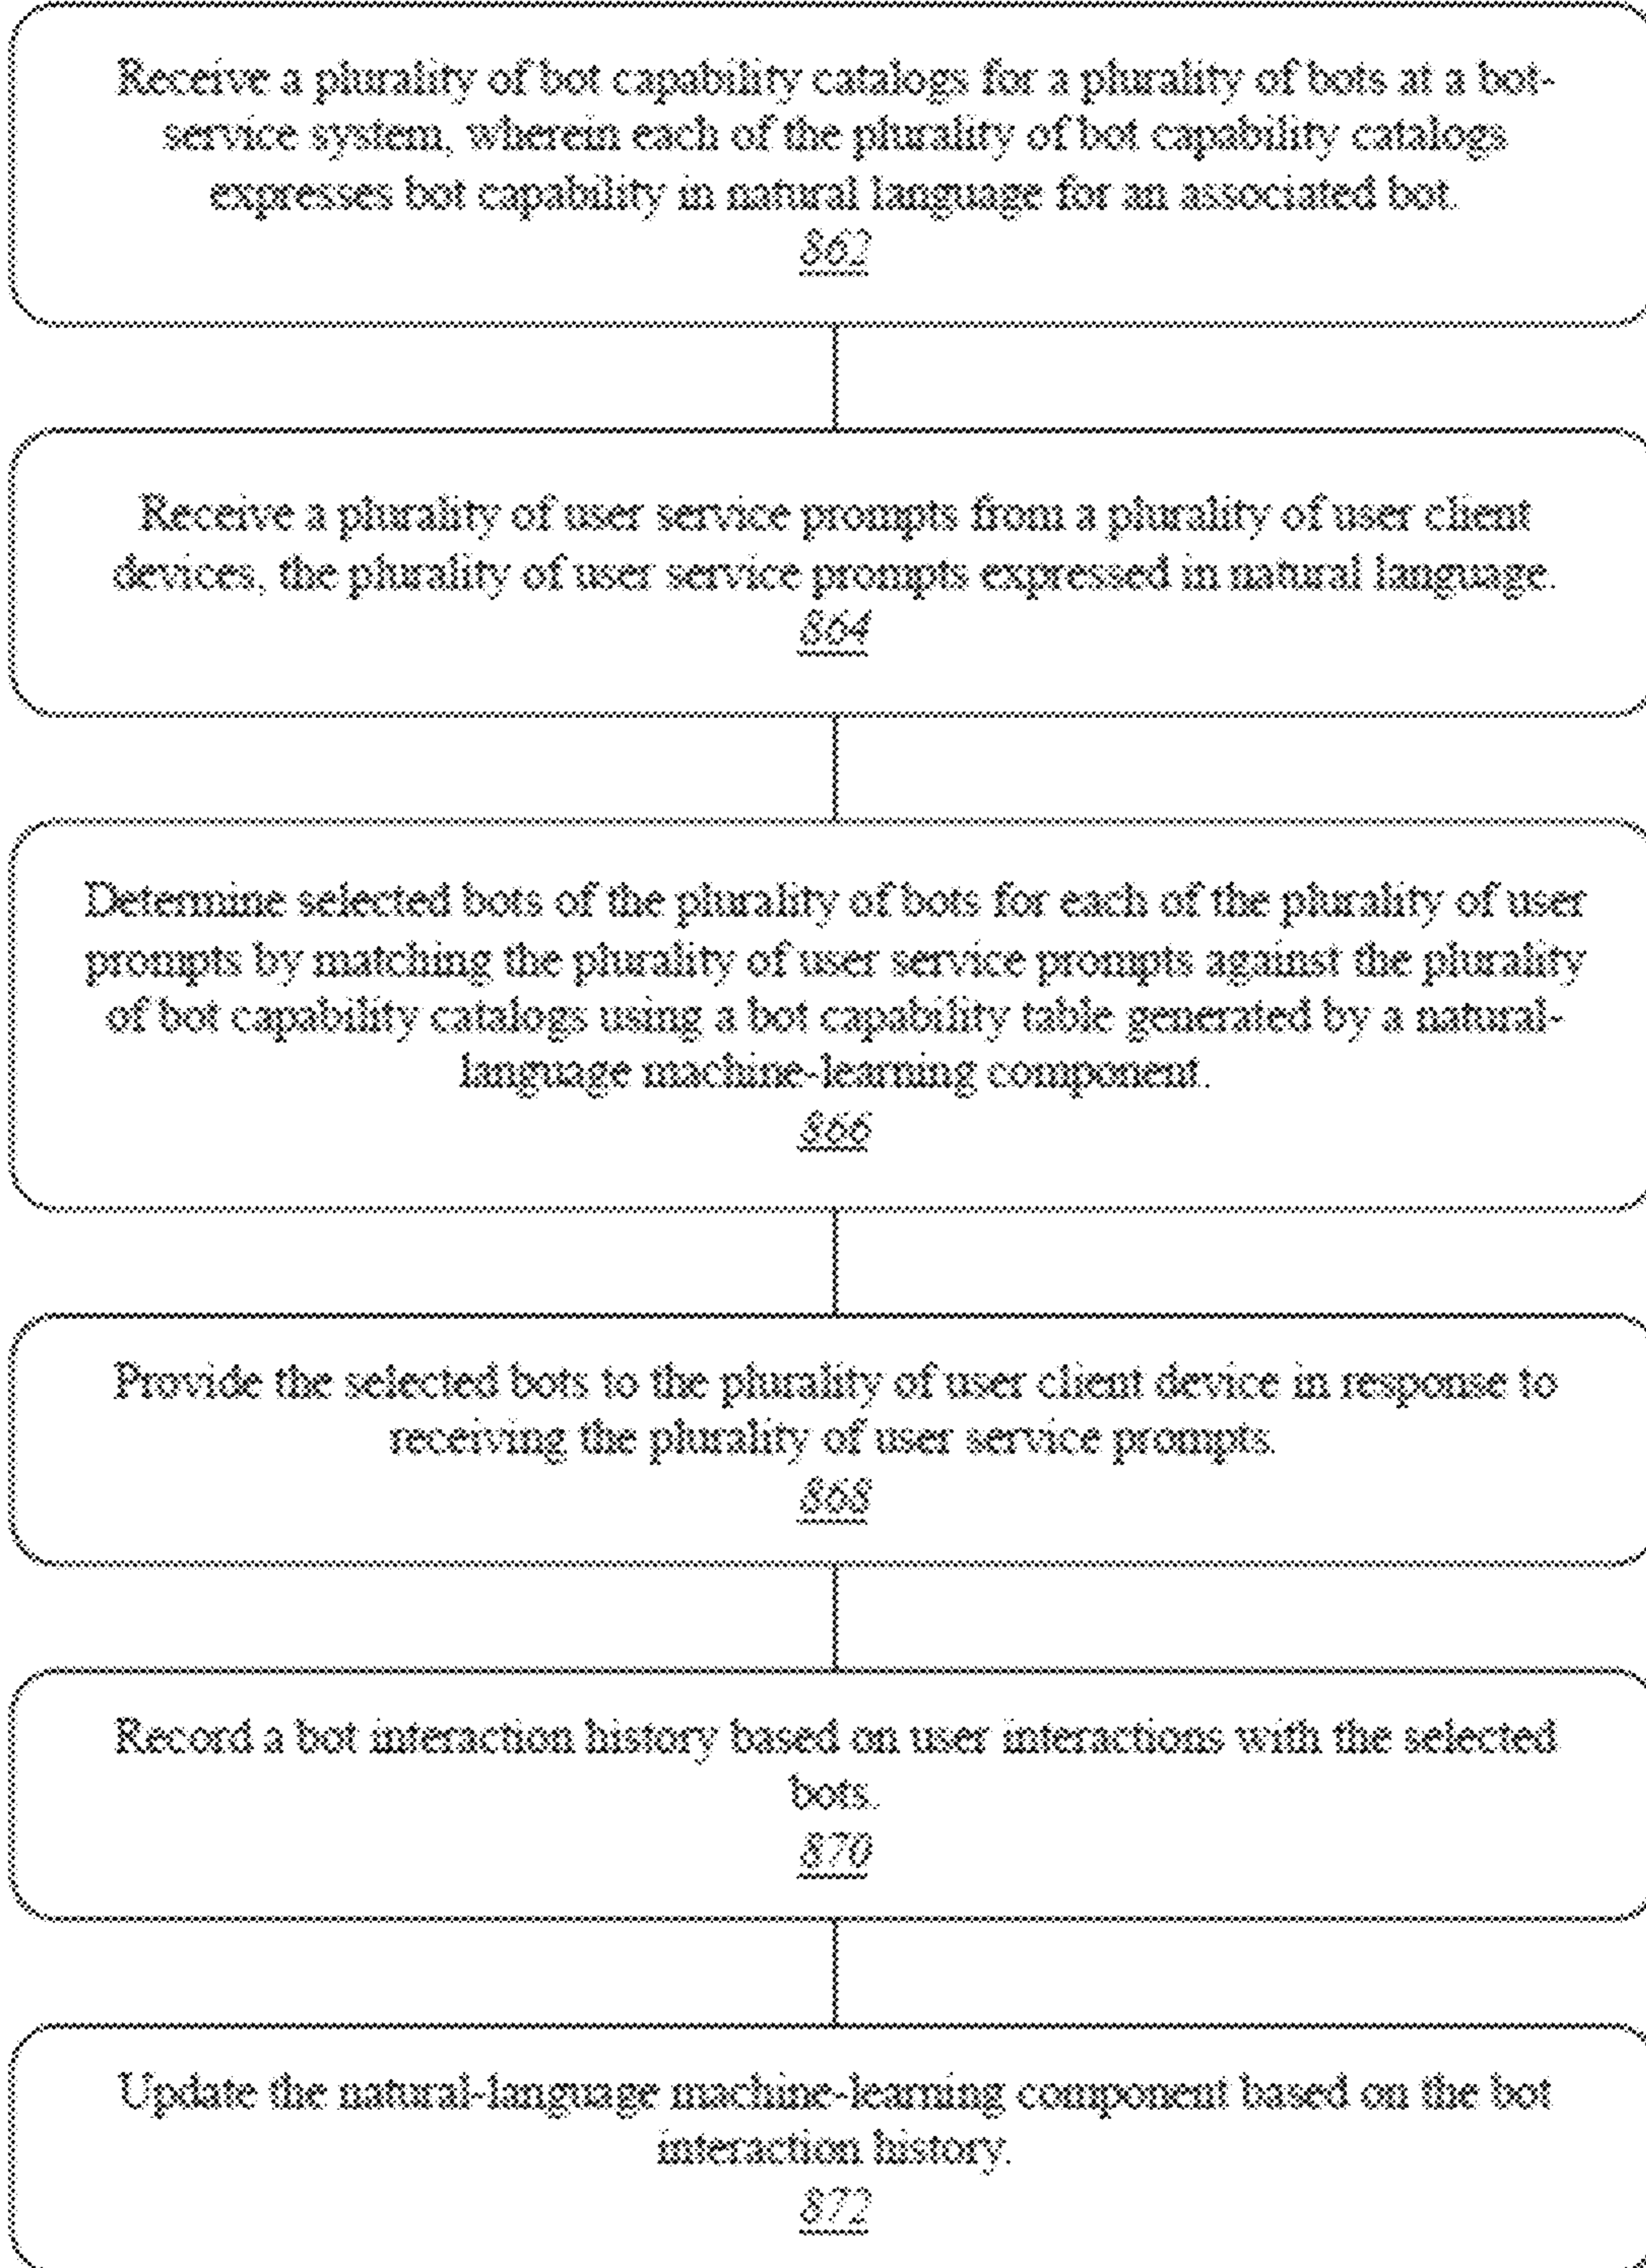 Receive a plurality of bot capability catalogs for a plurality of bots at a bot-
service system, wherein each of the plurality of bot capability catalogs
expresses bot capability in natural language for an associated bot.
862
Receive a plurality of user service prompts from a plurality of user client
devices, the plurality of user service prompts expressed in natural language.
864
Determine selected bots of the plurality of bots for each of the plurality of user
prompts by matching the plurality of user service prompts against the plurality
of bot capability catalogs using a bot capability table generated by a natural-
language machine-learning component.
866
Provide the selected bots to the plurality of user client device in response to
receiving the plurality of user service prompts.
868
Record a bot interaction history based on user interactions with the selected
bots.
870
Update the natural-language machine-learning component based on the bot
interaction history.
872